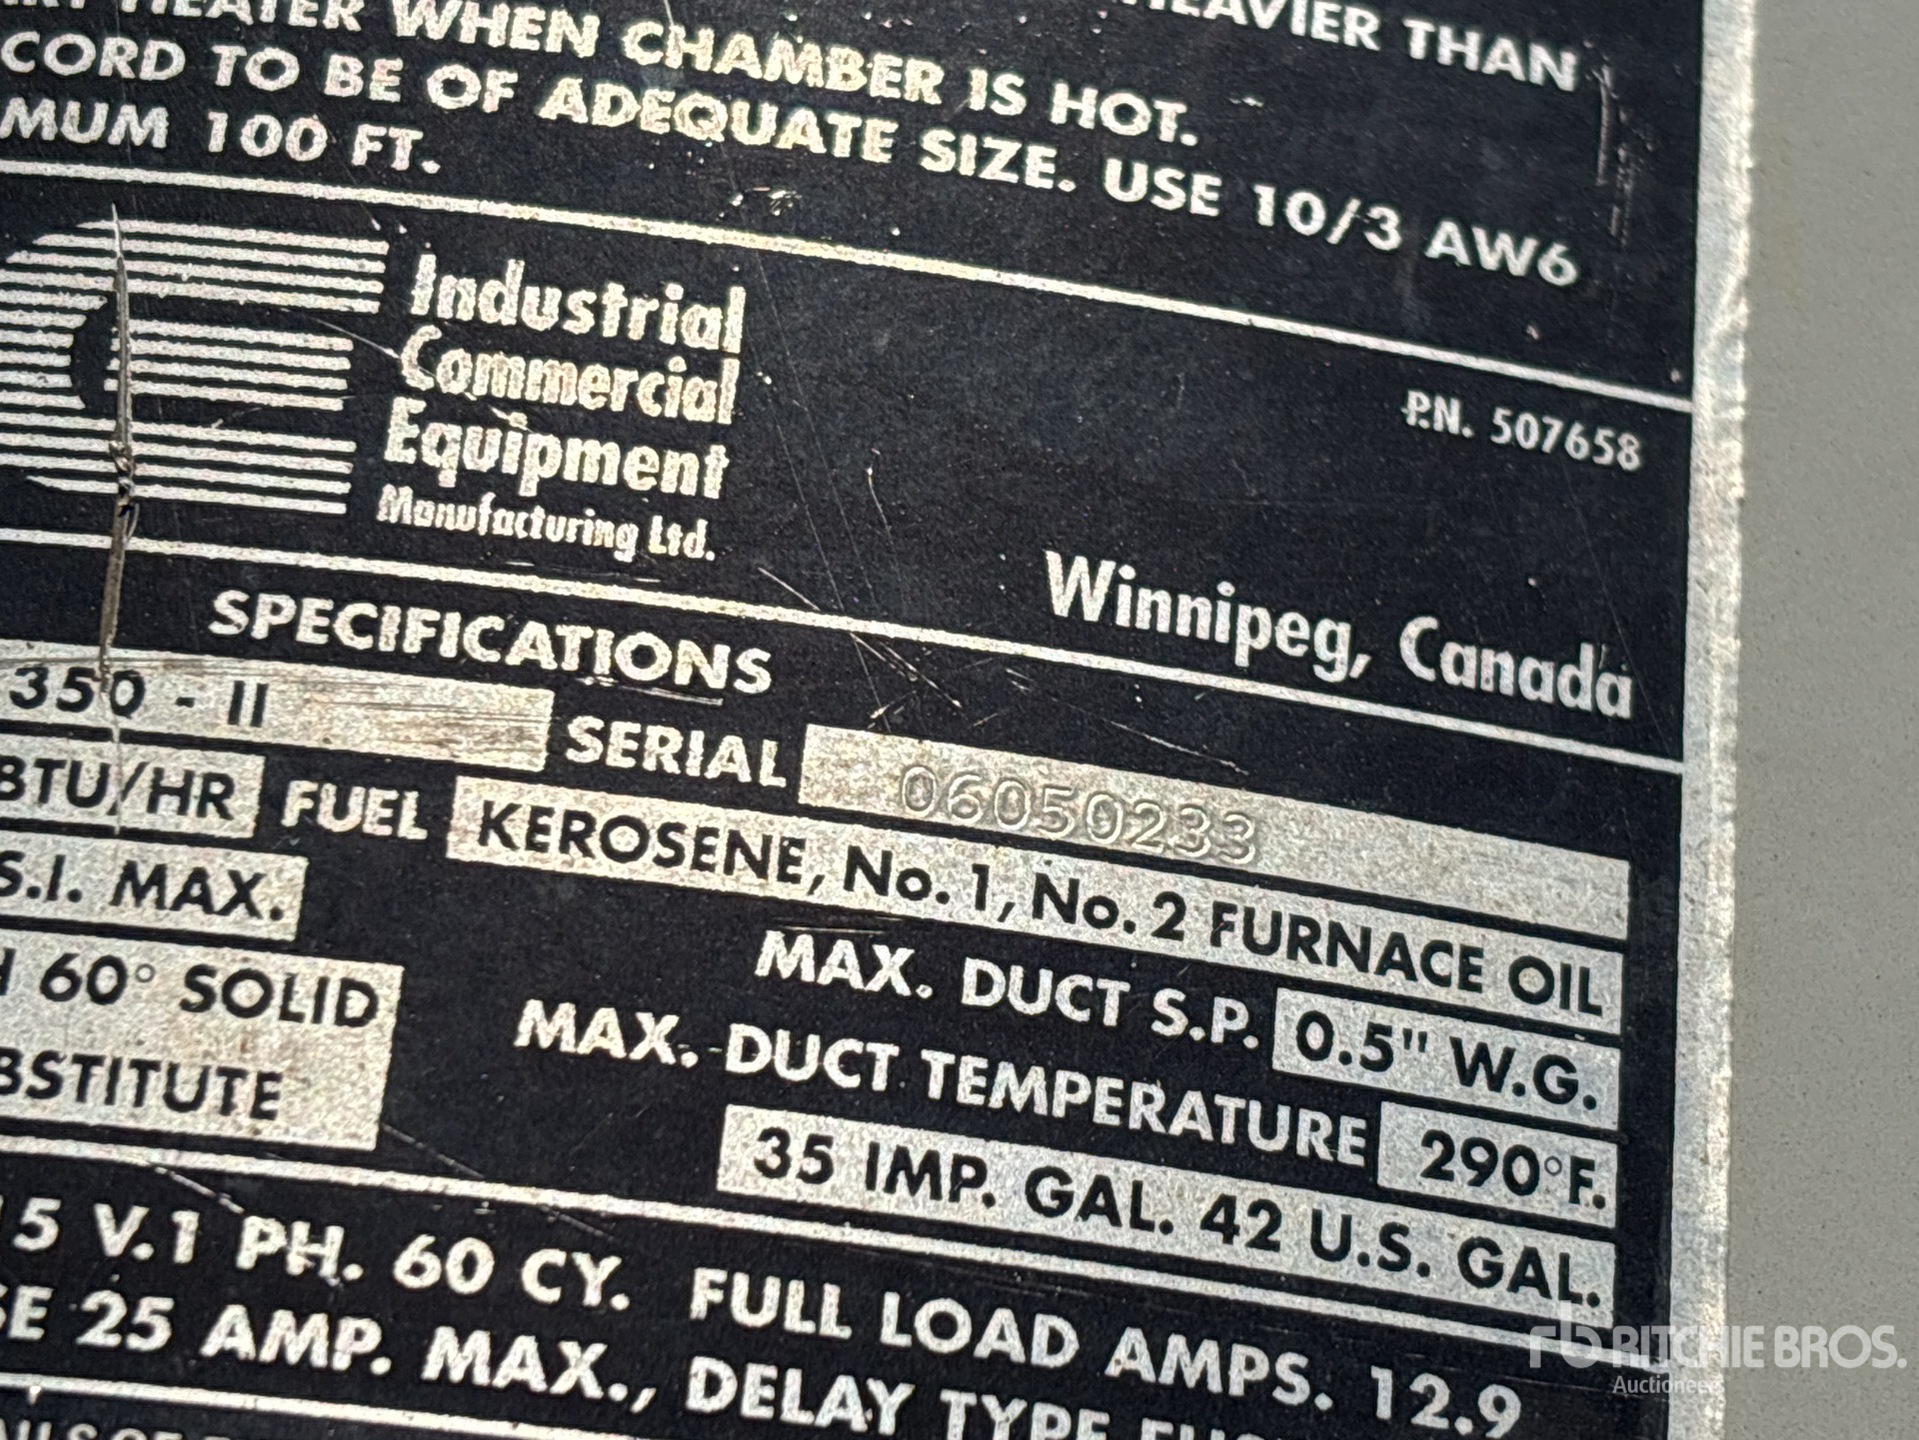 HEAVIER THAN
HEATER WHEN CHAMBER IS HOT.
CORD TO BE OF ADEQUATE SIZE. USE 10/3 AW6
MUM 100 FT.
Industrial
Commercial
Equipment
Manufacturing Ltd.
P.N. 507658
Winnipeg, Canada
SPECIFICATIONS
350 - II SERIAL 06050233
BTU/HR FUEL KEROSENE, No. 1, No. 2 FURNACE OIL
S.I. MAX. MAX. DUCT S.P. 0.5" W.G.
60° SOLID MAX. DUCT TEMPERATURE 290°F.
BSTITUTE 35 IMP. GAL. 42 U.S. GAL.
15 V.1 PH. 60 CY. FULL LOAD AMPS. 12.9
SE 25 AMP. MAX., DELAY TYPE
rb RITCHIE BROS.
Auctioneers